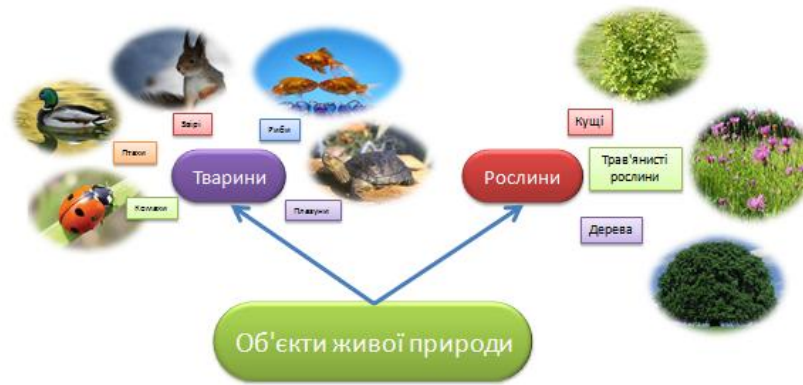 Звірі
Риби
Птахи
Комахи
Тварини
Плазуни
Кущі
Рослини
Трав'янисті
рослини
Дерева
Об'єкти живої природи